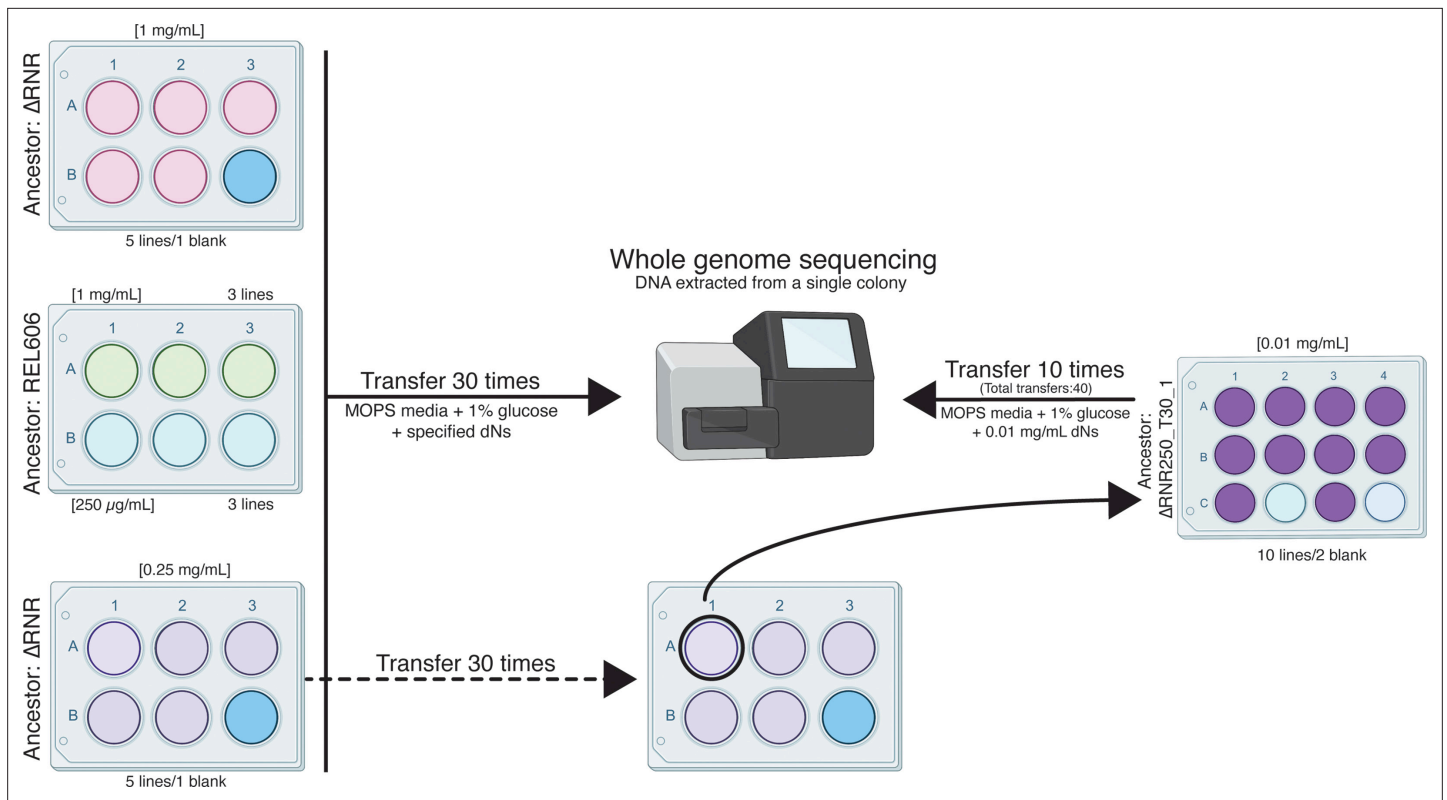 Ancestor: ΔRNR
[1 mg/mL]
1 2 3
A
B
5 lines/1 blank
Ancestor: REL606
[1 mg/mL] 3 lines
1 2 3
A
B
[250 µg/mL] 3 lines
Ancestor: ΔRNR
[0.25 mg/mL]
1 2 3
A
B
5 lines/1 blank
Transfer 30 times
MOPS media + 1% glucose
+ specified dNs
Whole genome sequencing
DNA extracted from a single colony
Transfer 10 times
(Total transfers:40)
MOPS media + 1% glucose
+ 0.01 mg/mL dNs
Ancestor:
ΔRNR250_T30_1
[0.01 mg/mL]
1 2 3 4
A
B
C
10 lines/2 blank
Transfer 30 times
1 2 3
A
B